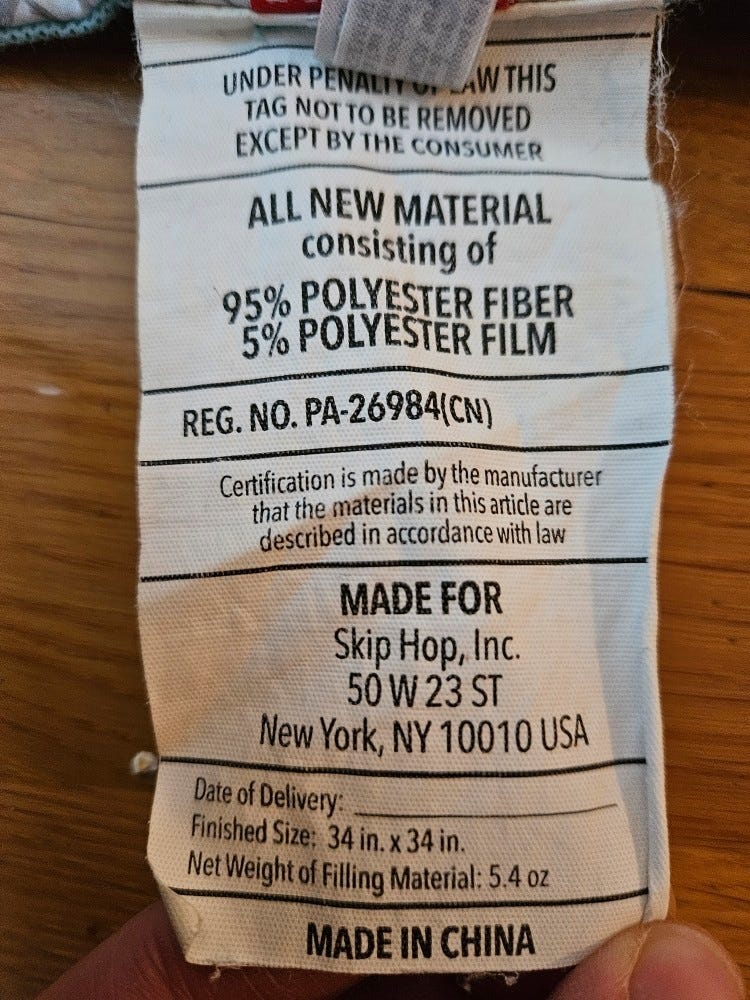 UNDER PENALTY OF LAW THIS
TAG NOT TO BE REMOVED
EXCEPT BY THE CONSUMER
ALL NEW MATERIAL
consisting of
95% POLYESTER FIBER
5% POLYESTER FILM
REG. NO. PA-26984(CN)
Certification is made by the manufacturer
that the materials in this article are
described in accordance with law
MADE FOR
Skip Hop, Inc.
50 W 23 ST
New York, NY 10010 USA
Date of Delivery:
Finished Size: 34 in. x 34 in.
Net Weight of Filling Material: 5.4 oz
MADE IN CHINA